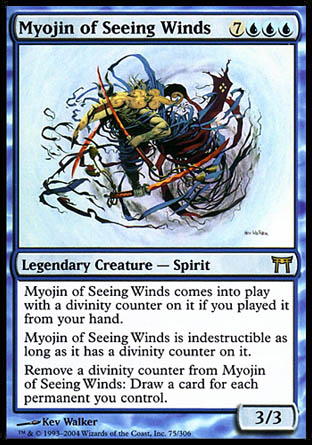 Myojin of Seeing Winds 7
Kev Walker
Legendary Creature — Spirit
Myojin of Seeing Winds comes into play
with a divinity counter on it if you played it
from your hand.
Myojin of Seeing Winds is indestructible as
long as it has a divinity counter on it.
Remove a divinity counter from Myojin
of Seeing Winds: Draw a card for each
permanent you control.
Kev Walker
™ & © 1993–2004 Wizards of the Coast, Inc. 75/306
3/3